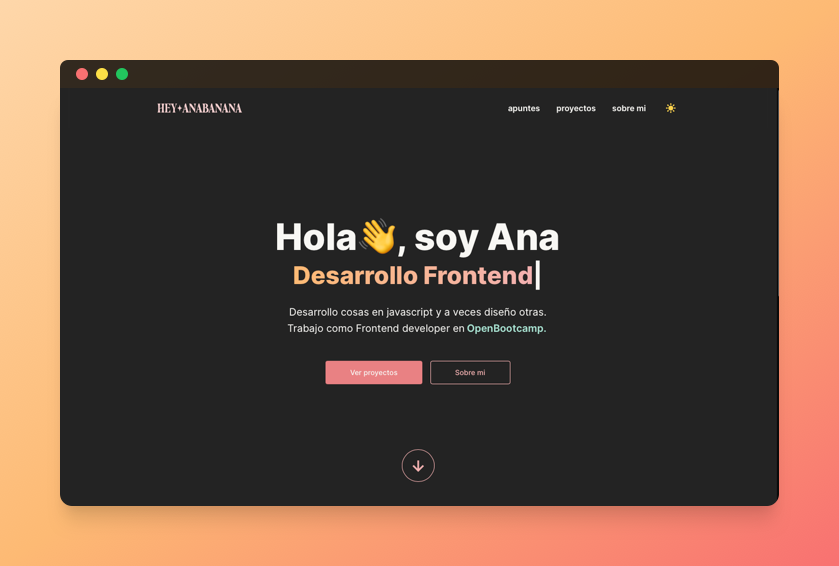 HEY✦ANABANANA
apuntes proyectos sobre mi
Hola👋, soy Ana
Desarrollo Frontend|
Desarrollo cosas en javascript y a veces diseño otras.
Trabajo como Frontend developer en OpenBootcamp.
Ver proyectos Sobre mi